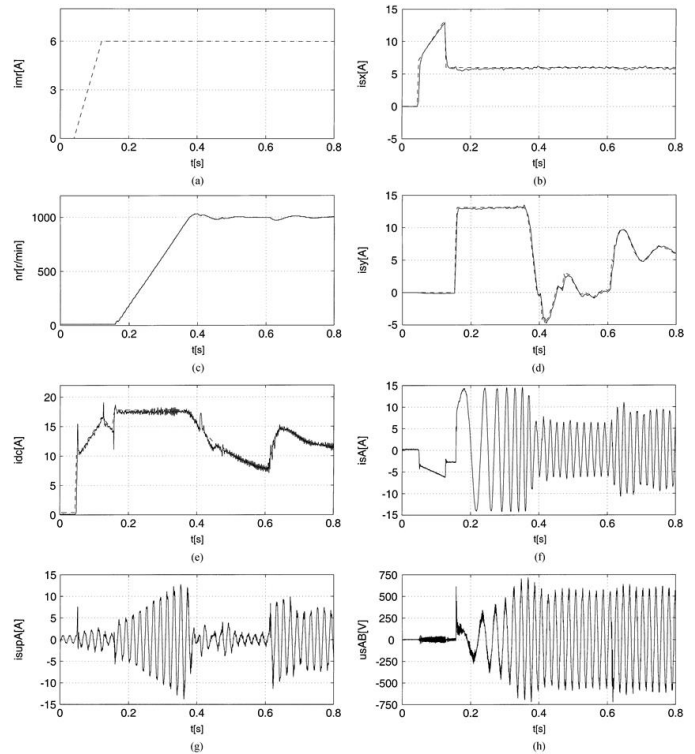 imr[A]
6
3
0
0 0.2 0.4 0.6 0.8
t[s]
(a)
isx[A]
15
10
5
0
-5
0 0.2 0.4 0.6 0.8
t[s]
(b)
nr[r/min]
1000
500
0
0 0.2 0.4 0.6 0.8
t[s]
(c)
isy[A]
15
10
5
0
-5
0 0.2 0.4 0.6 0.8
t[s]
(d)
idc[A]
20
15
10
5
0
0 0.2 0.4 0.6 0.8
t[s]
(e)
isA[A]
15
10
5
0
-5
-10
-15
0 0.2 0.4 0.6 0.8
t[s]
(f)
isupA[A]
15
10
5
0
-5
-10
-15
0 0.2 0.4 0.6 0.8
t[s]
(g)
usAB[V]
750
500
250
0
-250
-500
750
0 0.2 0.4 0.6 0.8
t[s]
(h)